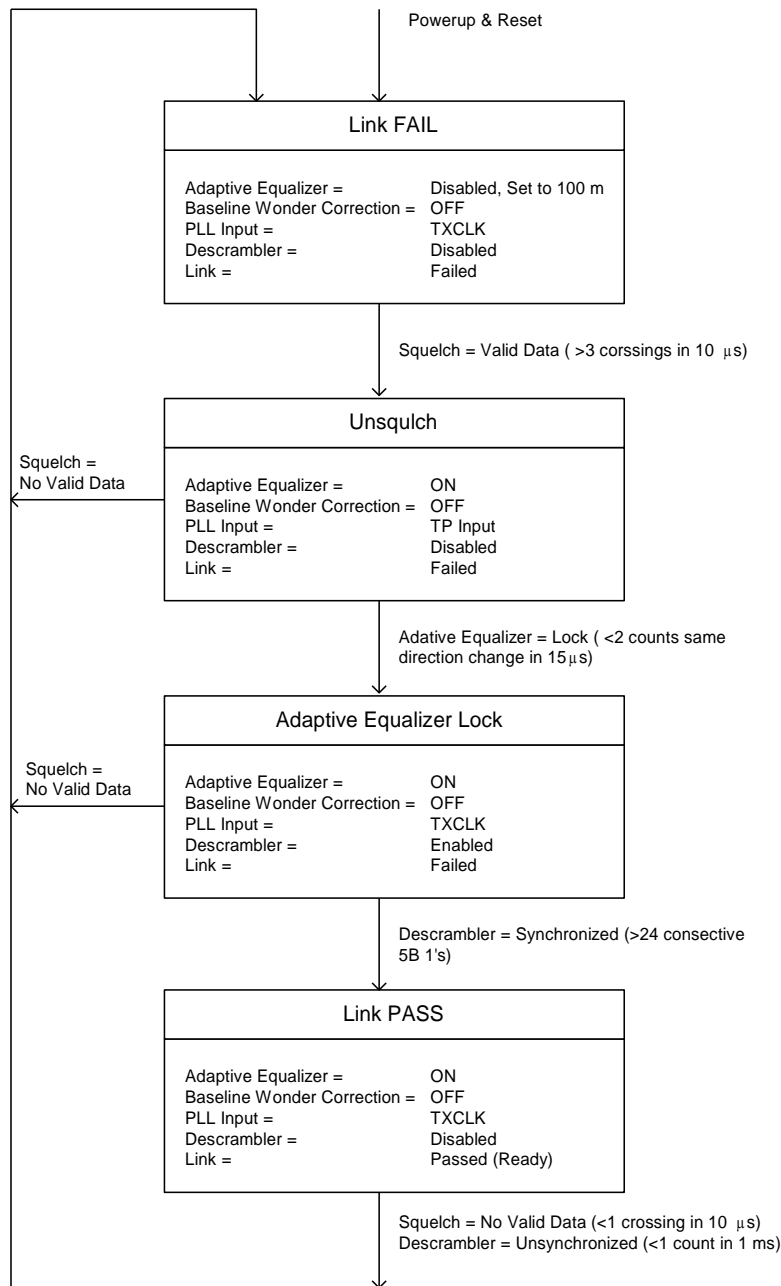 Powerup & Reset
Link FAIL
Adaptive Equalizer = Disabled, Set to 100 m
Baseline Wonder Correction = OFF
PLL Input = TXCLK
Descrambler = Disabled
Link = Failed
Squelch = Valid Data ( >3 corssings in 10 μs)
Unsqulch
Squelch =
No Valid Data
Adaptive Equalizer = ON
Baseline Wonder Correction = OFF
PLL Input = TP Input
Descrambler = Disabled
Link = Failed
Adative Equalizer = Lock ( <2 counts same
direction change in 15μs)
Adaptive Equalizer Lock
Squelch =
No Valid Data
Adaptive Equalizer = ON
Baseline Wonder Correction = OFF
PLL Input = TXCLK
Descrambler = Enabled
Link = Failed
Descrambler = Synchronized (>24 consective
5B 1's)
Link PASS
Adaptive Equalizer = ON
Baseline Wonder Correction = OFF
PLL Input = TXCLK
Descrambler = Disabled
Link = Passed (Ready)
Squelch = No Valid Data (<1 crossing in 10 μs)
Descrambler = Unsynchronized (<1 count in 1 ms)